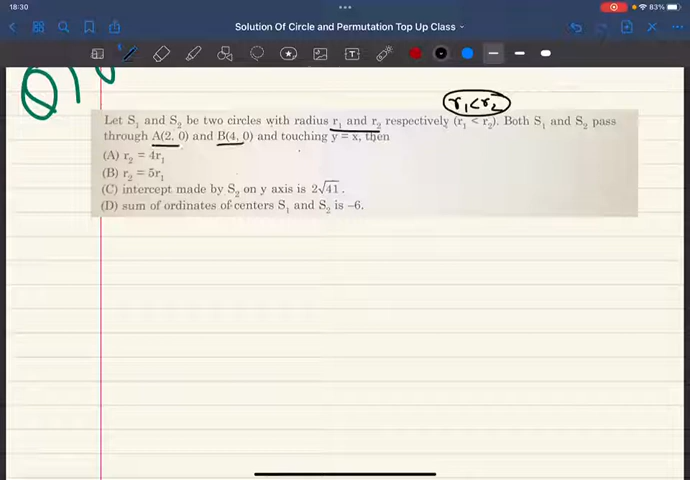 18:30
83%
Solution Of Circle and Permutation Top Up Class
r₁<r₂
Let S₁ and S₂ be two circles with radius r₁ and r₂ respectively (r₁ < r₂). Both S₁ and S₂ pass
through A(2, 0) and B(4, 0) and touching y = x, then
(A) r₂ = 4r₁
(B) r₂ = 5r₁
(C) intercept made by S₂ on y axis is 2√41.
(D) sum of ordinates of centers S₁ and S₂ is –6.